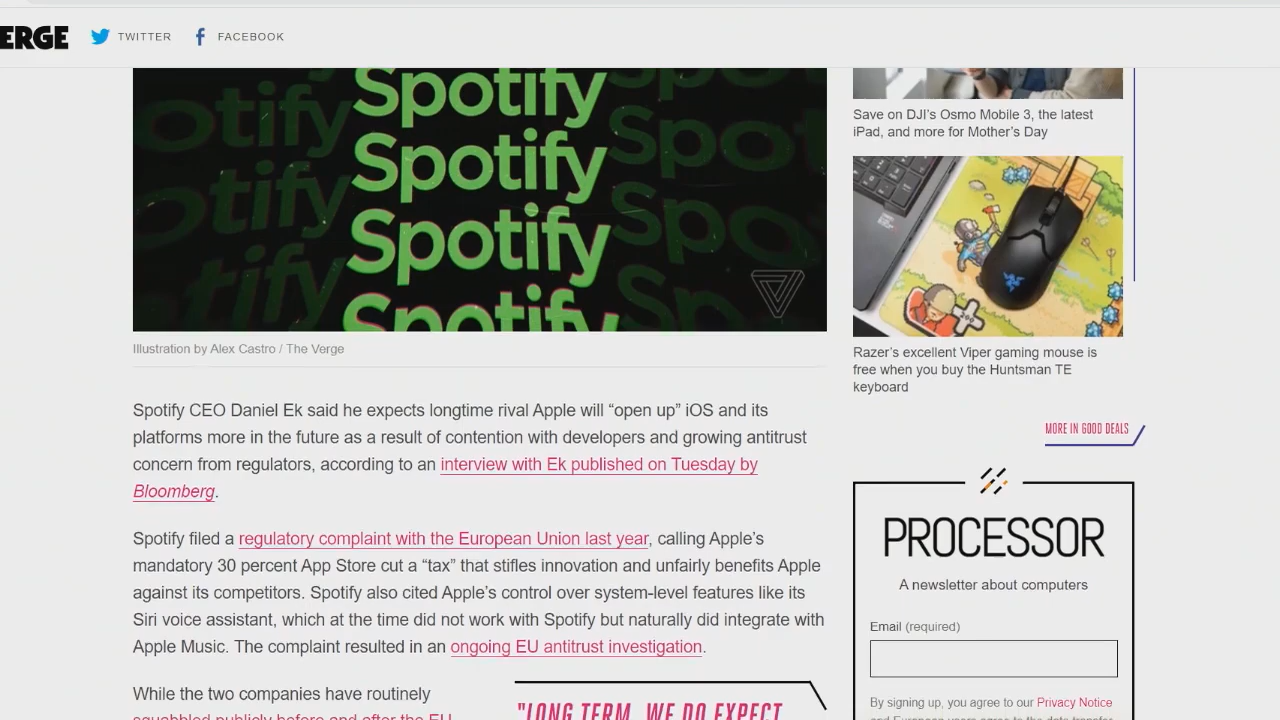 ERGE
TWITTER
FACEBOOK
Spotify
Spotify
Spotify
Spotify
Illustration by Alex Castro / The Verge
Spotify CEO Daniel Ek said he expects longtime rival Apple will “open up” iOS and its
platforms more in the future as a result of contention with developers and growing antitrust
concern from regulators, according to an interview with Ek published on Tuesday by
Bloomberg.
Spotify filed a regulatory complaint with the European Union last year, calling Apple’s
mandatory 30 percent App Store cut a “tax” that stifles innovation and unfairly benefits Apple
against its competitors. Spotify also cited Apple’s control over system-level features like its
Siri voice assistant, which at the time did not work with Spotify but naturally did integrate with
Apple Music. The complaint resulted in an ongoing EU antitrust investigation.
While the two companies have routinely
squabbled publicly before and after the EU
"LONG TERM, WE DO EXPECT
Save on DJI’s Osmo Mobile 3, the latest
iPad, and more for Mother’s Day
Razer’s excellent Viper gaming mouse is
free when you buy the Huntsman TE
keyboard
MORE IN GOOD DEALS
PROCESSOR
A newsletter about computers
Email (required)
By signing up, you agree to our Privacy Notice
and European users agree to the data transfer